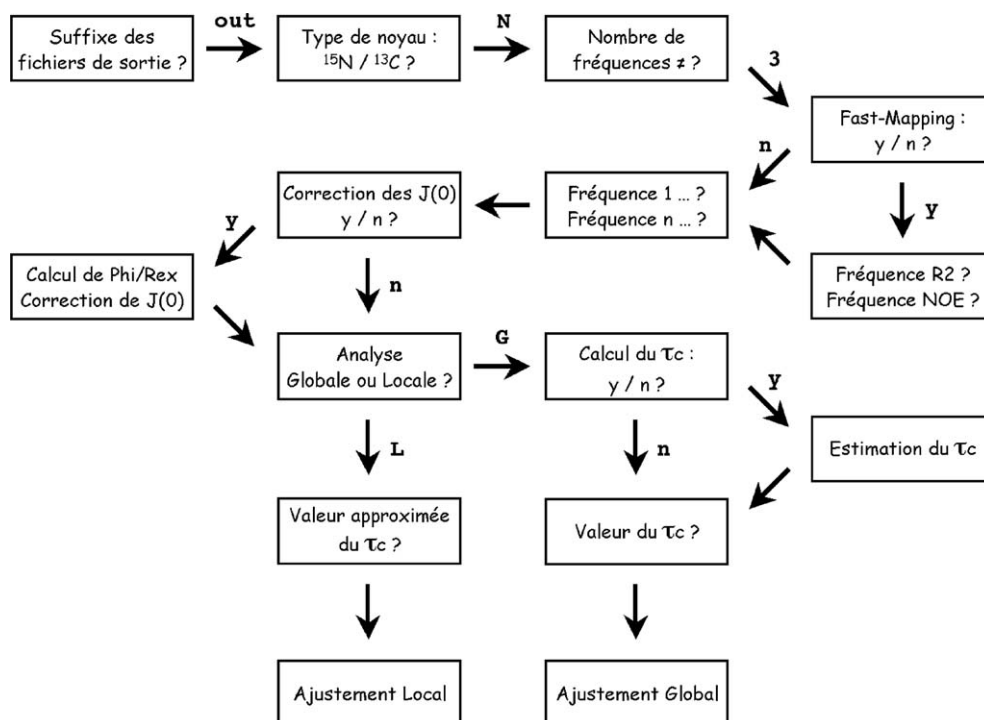 out
Suffixe des
fichiers de sortie ?
Type de noyau :
¹⁵N / ¹³C ?
N
Nombre de
fréquences ≠ ?
3
Fast-Mapping :
y / n ?
n
y
Correction des J(0)
y / n ?
Fréquence 1 ... ?
Fréquence n ... ?
y
Calcul de Phi/Rex
Correction de J(0)
n
Fréquence R2 ?
Fréquence NOE ?
Analyse
Globale ou Locale ?
G
Calcul du τc :
y / n ?
y
L
n
Estimation du τc
Valeur approximée
du τc ?
Valeur du τc ?
Ajustement Local
Ajustement Global